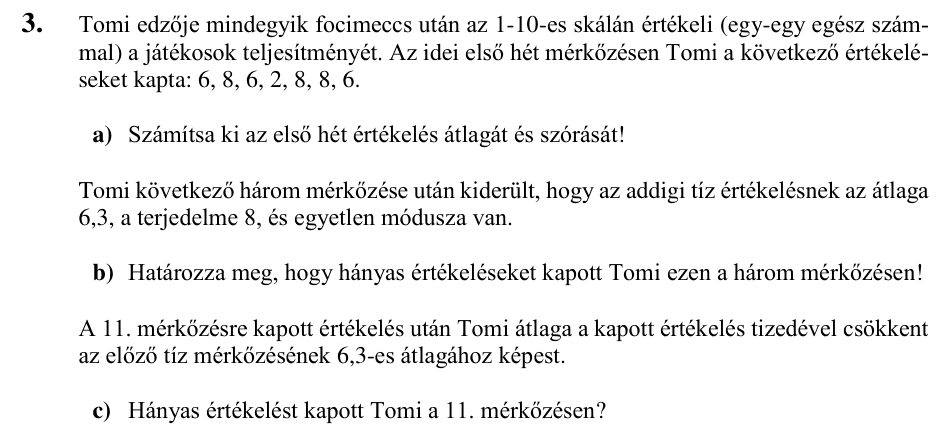 3. Tomi edzője mindegyik focimeccs után az 1-10-es skálán értékeli (egy-egy egész szám-
mal) a játékosok teljesítményét. Az idei első hét mérkőzésen Tomi a következő értékelé-
seket kapta: 6, 8, 6, 2, 8, 8, 6.
a) Számítsa ki az első hét értékelés átlagát és szórását!
Tomi következő három mérkőzése után kiderült, hogy az addigi tíz értékelésnek az átlaga
6,3, a terjedelme 8, és egyetlen módusza van.
b) Határozza meg, hogy hányas értékeléseket kapott Tomi ezen a három mérkőzésen!
A 11. mérkőzésre kapott értékelés után Tomi átlaga a kapott értékelés tizedével csökkent
az előző tíz mérkőzésének 6,3-es átlagához képest.
c) Hányas értékelést kapott Tomi a 11. mérkőzésen?